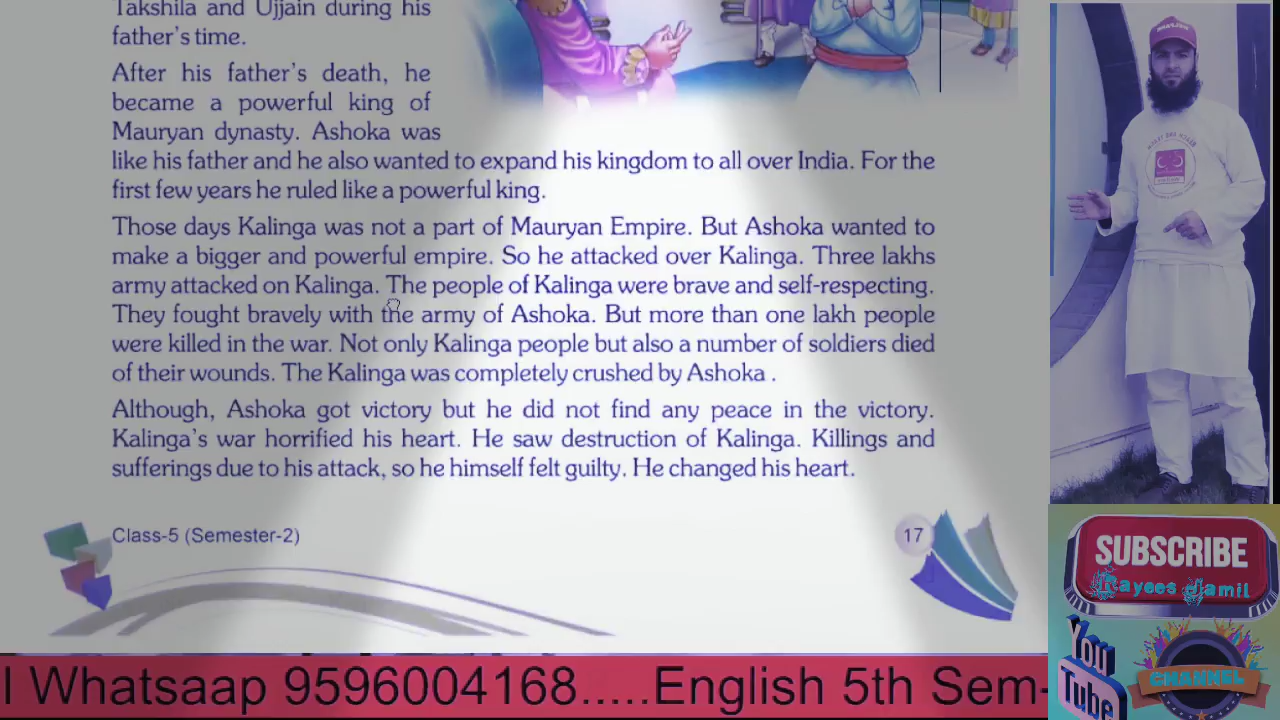 Takshila and Ujjain during his
father's time.
After his father's death, he
became a powerful king of
Mauryan dynasty. Ashoka was
like his father and he also wanted to expand his kingdom to all over India. For the
first few years he ruled like a powerful king.
Those days Kalinga was not a part of Mauryan Empire. But Ashoka wanted to
make a bigger and powerful empire. So he attacked over Kalinga. Three lakhs
army attacked on Kalinga. The people of Kalinga were brave and self-respecting.
They fought bravely with the army of Ashoka. But more than one lakh people
were killed in the war. Not only Kalinga people but also a number of soldiers died
of their wounds. The Kalinga was completely crushed by Ashoka .
Although, Ashoka got victory but he did not find any peace in the victory.
Kalinga's war horrified his heart. He saw destruction of Kalinga. Killings and
sufferings due to his attack, so he himself felt guilty. He changed his heart.
Class-5 (Semester-2)
17
SUBSCRIBE
Rayees Jamil
You
Tube
CHANNEL
l Whatsaap 9596004168.....English 5th Sem-